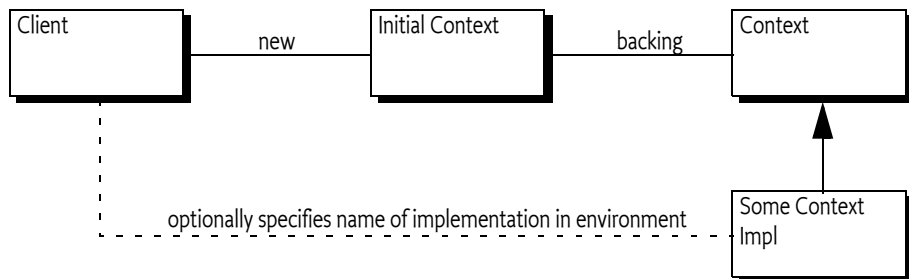 Client
new
Initial Context
backing
Context
optionally specifies name of implementation in environment
Some Context
Impl